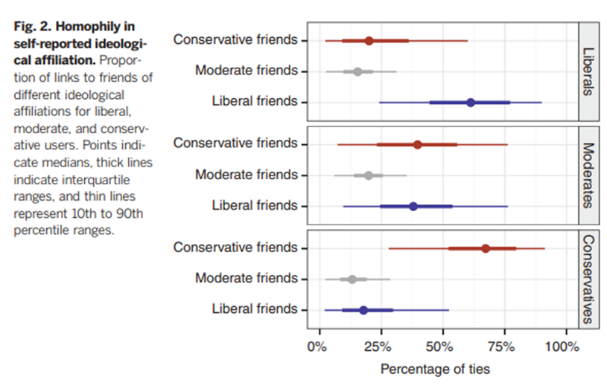 Fig. 2. Homophily in
self-reported ideologi-
cal affiliation. Propor-
tion of links to friends of
different ideological
affiliations for liberal,
moderate, and conserv-
ative users. Points indi-
cate medians, thick lines
indicate interquartile
ranges, and thin lines
represent 10th to 90th
percentile ranges.
Conservative friends
Moderate friends
Liberal friends
Liberals
Conservative friends
Moderate friends
Liberal friends
Moderates
Conservative friends
Moderate friends
Liberal friends
Conservatives
0% 25% 50% 75% 100%
Percentage of ties